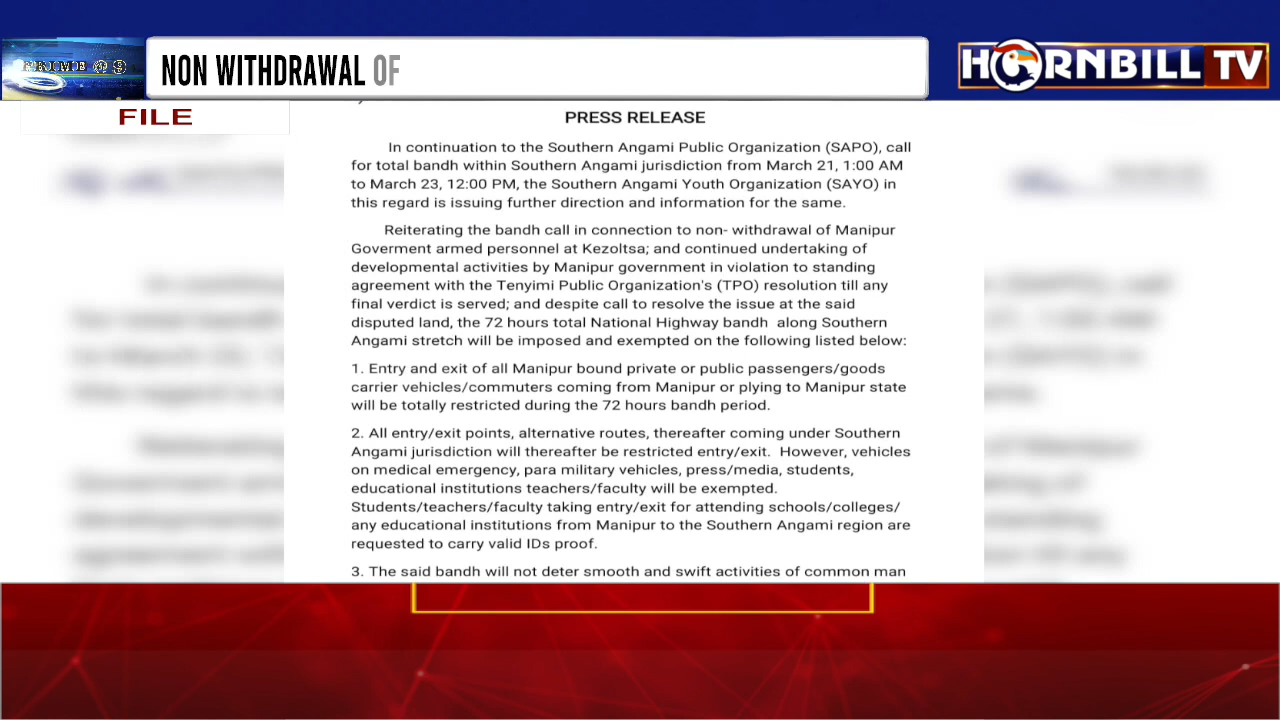 NON WITHDRAWAL OF
HORNBILL TV
FILE
PRESS RELEASE
In continuation to the Southern Angami Public Organization (SAPO), call
for total bandh within Southern Angami jurisdiction from March 21, 1:00 AM
to March 23, 12:00 PM, the Southern Angami Youth Organization (SAYO) in
this regard is issuing further direction and information for the same.
Reiterating the bandh call in connection to non- withdrawal of Manipur
Goverment armed personnel at Kezoltsa; and continued undertaking of
developmental activities by Manipur government in violation to standing
agreement with the Tenyimi Public Organization's (TPO) resolution till any
final verdict is served; and despite call to resolve the issue at the said
disputed land, the 72 hours total National Highway bandh along Southern
Angami stretch will be imposed and exempted on the following listed below:
1. Entry and exit of all Manipur bound private or public passengers/goods
carrier vehicles/commuters coming from Manipur or plying to Manipur state
will be totally restricted during the 72 hours bandh period.
2. All entry/exit points, alternative routes, thereafter coming under Southern
Angami jurisdiction will thereafter be restricted entry/exit. However, vehicles
on medical emergency, para military vehicles, press/media, students,
educational institutions teachers/faculty will be exempted.
Students/teachers/faculty taking entry/exit for attending schools/colleges/
any educational institutions from Manipur to the Southern Angami region are
requested to carry valid IDs proof.
3. The said bandh will not deter smooth and swift activities of common man